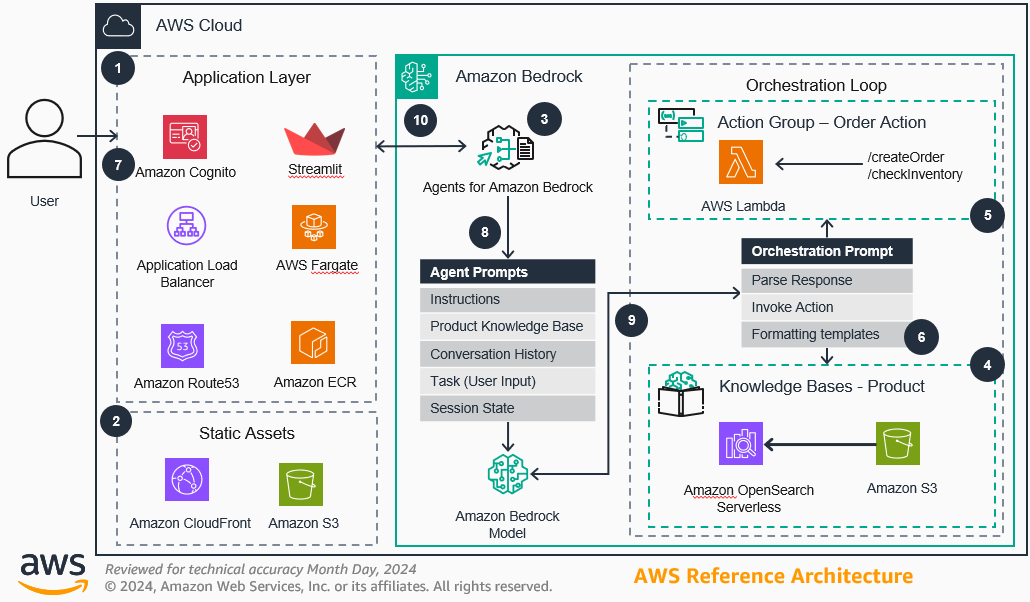 AWS Cloud
1
Application Layer
Amazon Cognito
Streamlit
7
User
Application Load
Balancer
AWS Fargate
Amazon Route53
Amazon ECR
2
Static Assets
Amazon CloudFront
Amazon S3
Amazon Bedrock
10
3
Agents for Amazon Bedrock
8
Agent Prompts
Instructions
Product Knowledge Base
Conversation History
Task (User Input)
Session State
Amazon Bedrock
Model
9
Orchestration Loop
Action Group – Order Action
/createOrder
/checkInventory
AWS Lambda
5
Orchestration Prompt
Parse Response
Invoke Action
Formatting templates
6
4
Knowledge Bases - Product
Amazon OpenSearch
Serverless
Amazon S3
53
aws
Reviewed for technical accuracy Month Day, 2024
© 2024, Amazon Web Services, Inc. or its affiliates. All rights reserved.
AWS Reference Architecture